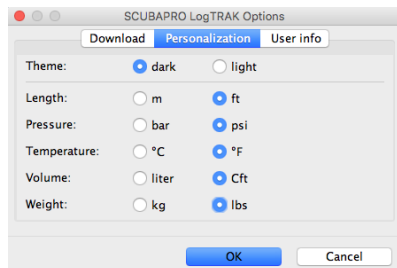 SCUBAPRO LogTRAK Options
Download Personalization User info
Theme: dark light
Length: m ft
Pressure: bar psi
Temperature: °C °F
Volume: liter Cft
Weight: kg lbs
OK Cancel